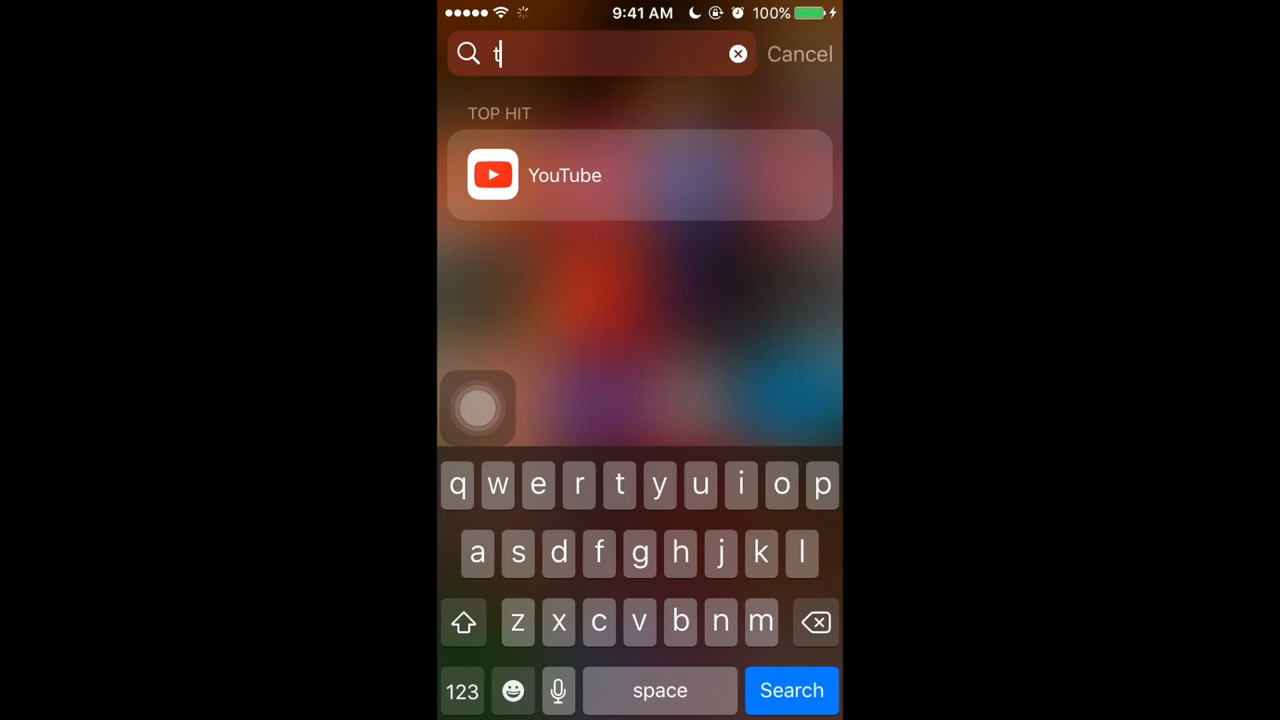 9:41 AM 100%
t Cancel
TOP HIT
YouTube
q w e r t y u i o p
a s d f g h j k l
z x c v b n m
123 space Search